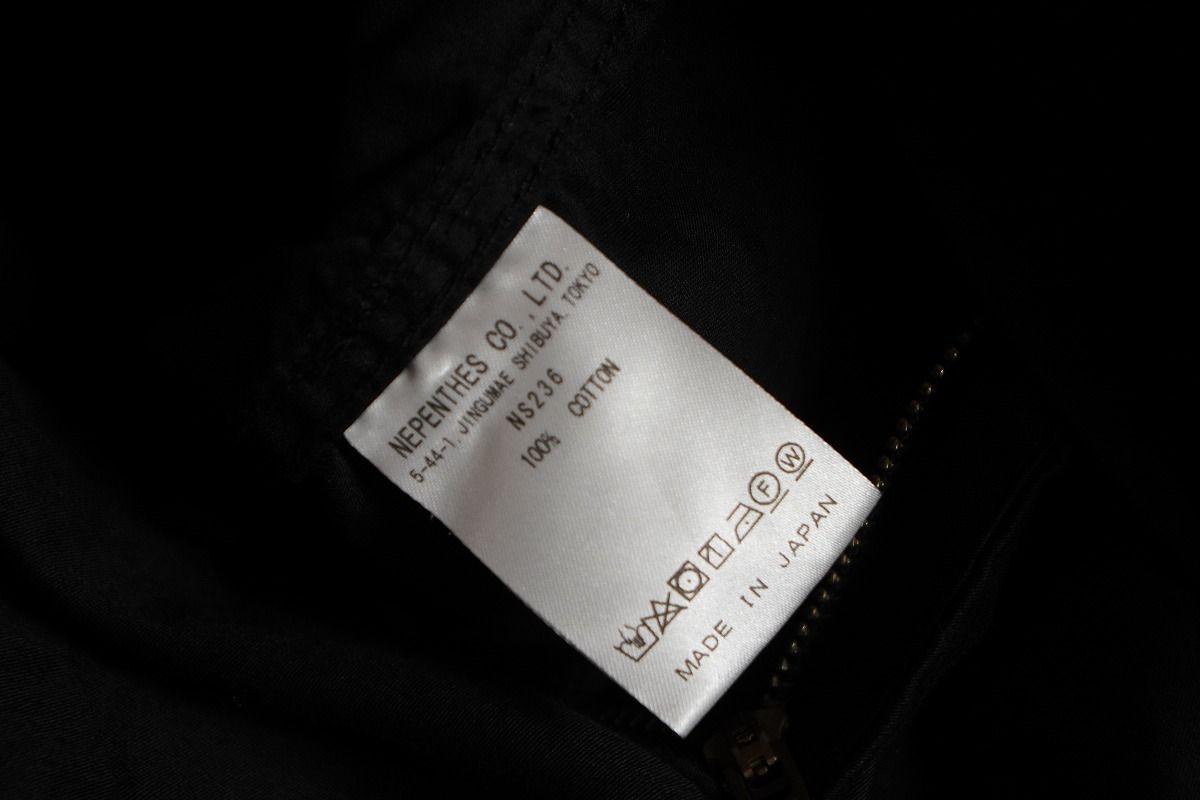 NEPENTHES CO., LTD.
5-44-1, JINGUMAE SHIBUYA, TOKYO
NS236
100% COTTON
F W
MADE IN JAPAN